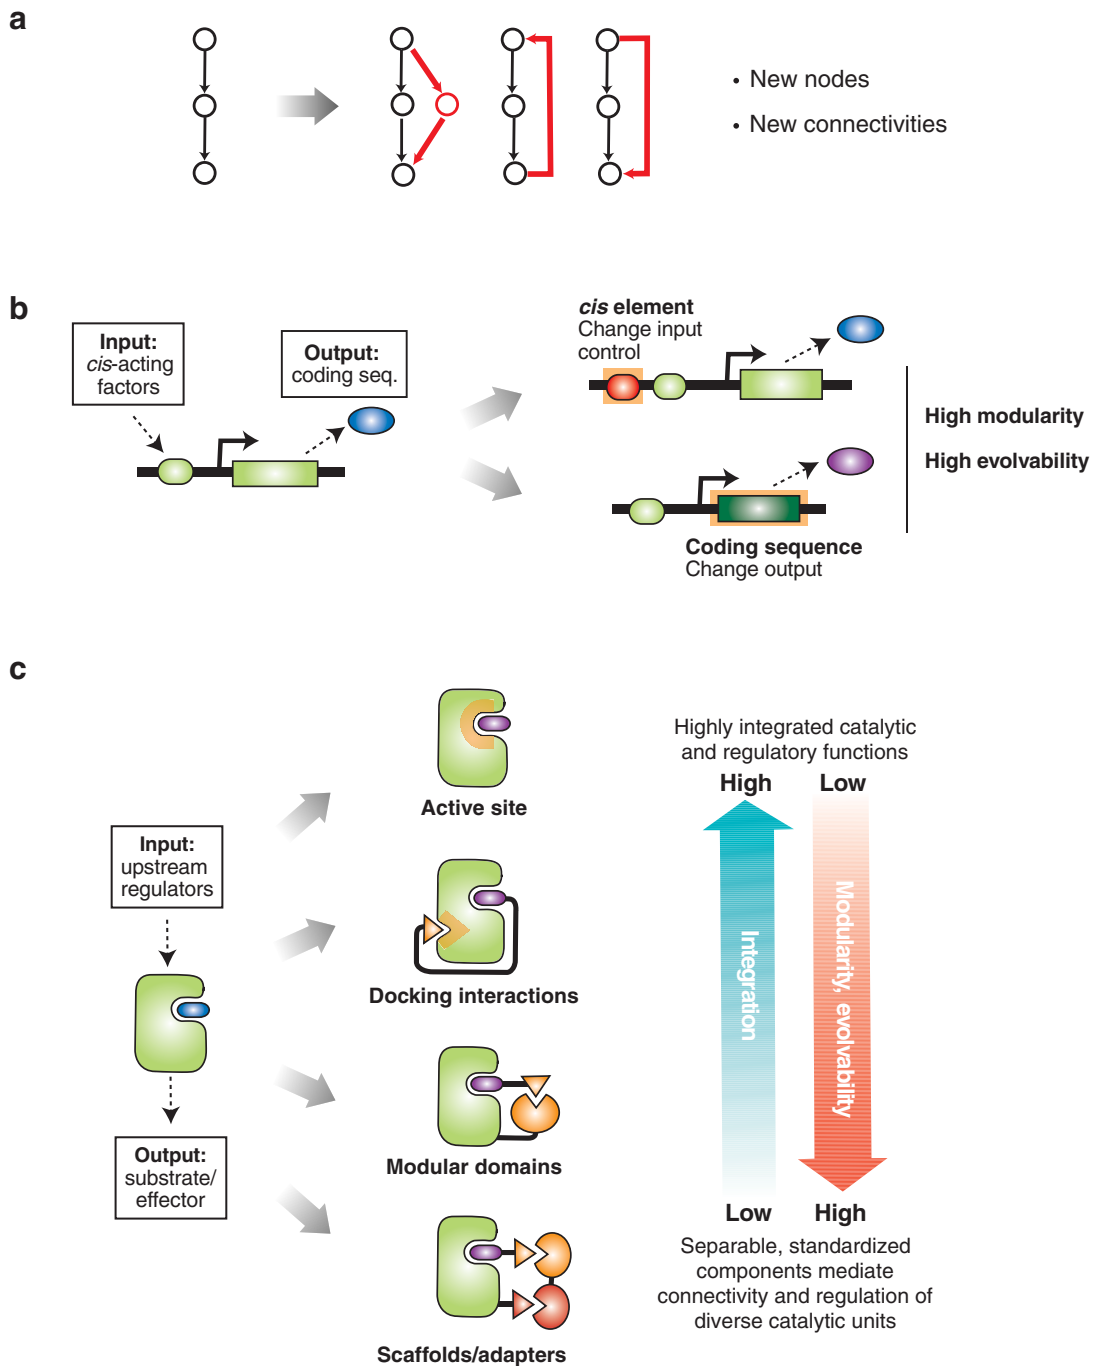 a
• New nodes
• New connectivities
b
Input:
cis-acting
factors
Output:
coding seq.
cis element
Change input
control
High modularity
High evolvability
Coding sequence
Change output
c
Input:
upstream
regulators
Output:
substrate/
effector
Active site
Docking interactions
Modular domains
Scaffolds/adapters
Highly integrated catalytic
and regulatory functions
High Low
Integration
Modularity, evolvability
Low High
Separable, standardized
components mediate
connectivity and regulation of
diverse catalytic units